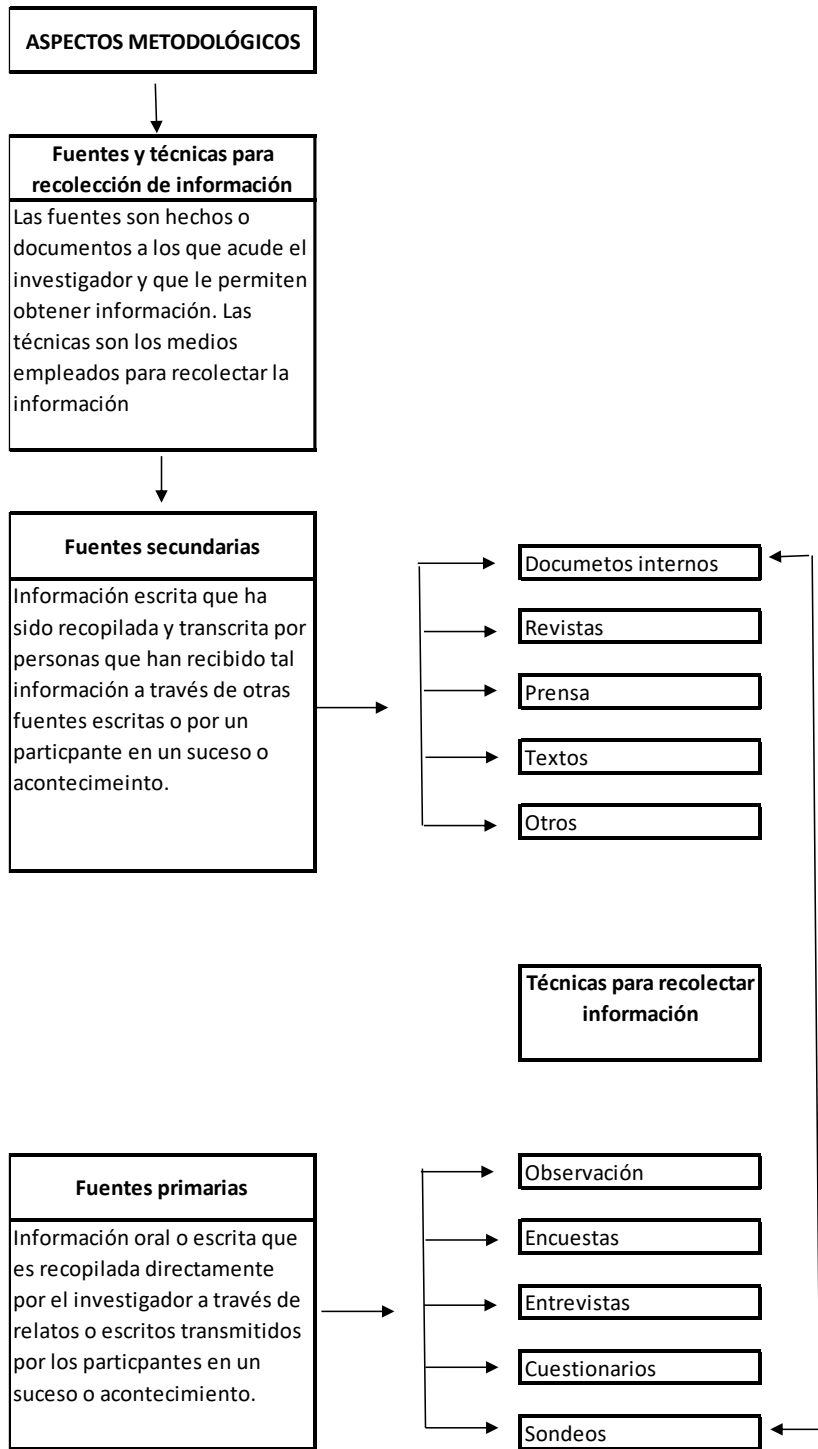 ASPECTOS METODOLÓGICOS
Fuentes y técnicas para
recolección de información
Las fuentes son hechos o
documentos a los que acude el
investigador y que le permiten
obtener información. Las
técnicas son los medios
empleados para recolectar la
información
Fuentes secundarias
Información escrita que ha
sido recopilada y transcrita por
personas que han recibido tal
información a través de otras
fuentes escritas o por un
particpante en un suceso o
acontecimeinto.
Documetos internos
Revistas
Prensa
Textos
Otros
Técnicas para recolectar
información
Fuentes primarias
Información oral o escrita que
es recopilada directamente
por el investigador a través de
relatos o escritos transmitidos
por los particpantes en un
suceso o acontecimiento.
Observación
Encuestas
Entrevistas
Cuestionarios
Sondeos